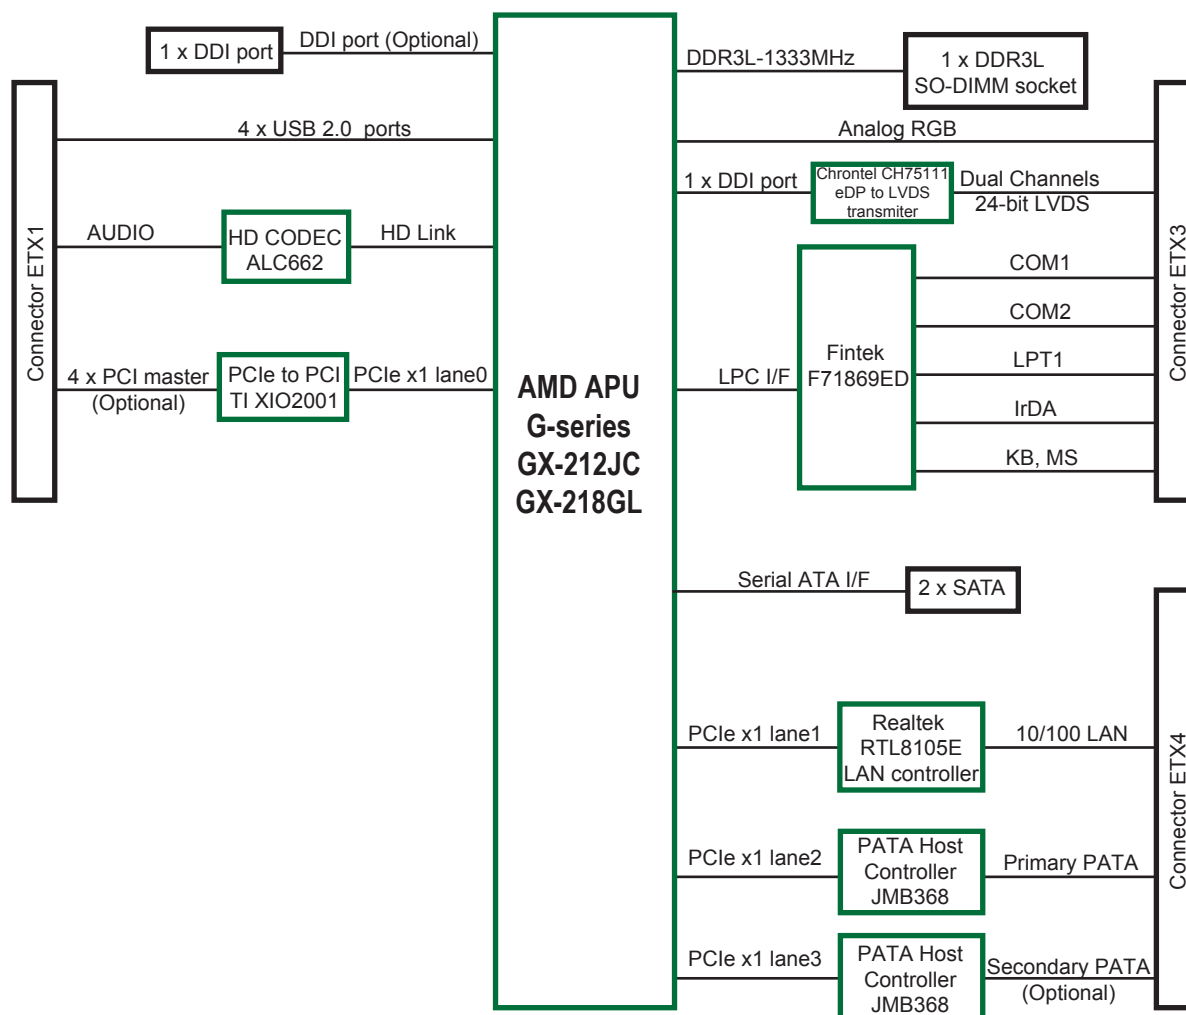 1 x DDI port
DDI port (Optional)
DDR3L-1333MHz
1 x DDR3L
SO-DIMM socket
Connector ETX1
4 x USB 2.0 ports
AUDIO
HD CODEC
ALC662
HD Link
4 x PCI master
(Optional)
PCIe to PCI
TI XIO2001
PCIe x1 lane0
AMD APU
G-series
GX-212JC
GX-218GL
Analog RGB
1 x DDI port
Chrontel CH75111
eDP to LVDS
transmiter
Dual Channels
24-bit LVDS
LPC I/F
Fintek
F71869ED
COM1
COM2
LPT1
IrDA
KB, MS
Connector ETX3
Serial ATA I/F
2 x SATA
PCIe x1 lane1
Realtek
RTL8105E
LAN controller
10/100 LAN
PCIe x1 lane2
PATA Host
Controller
JMB368
Primary PATA
PCIe x1 lane3
PATA Host
Controller
JMB368
Secondary PATA
(Optional)
Connector ETX4